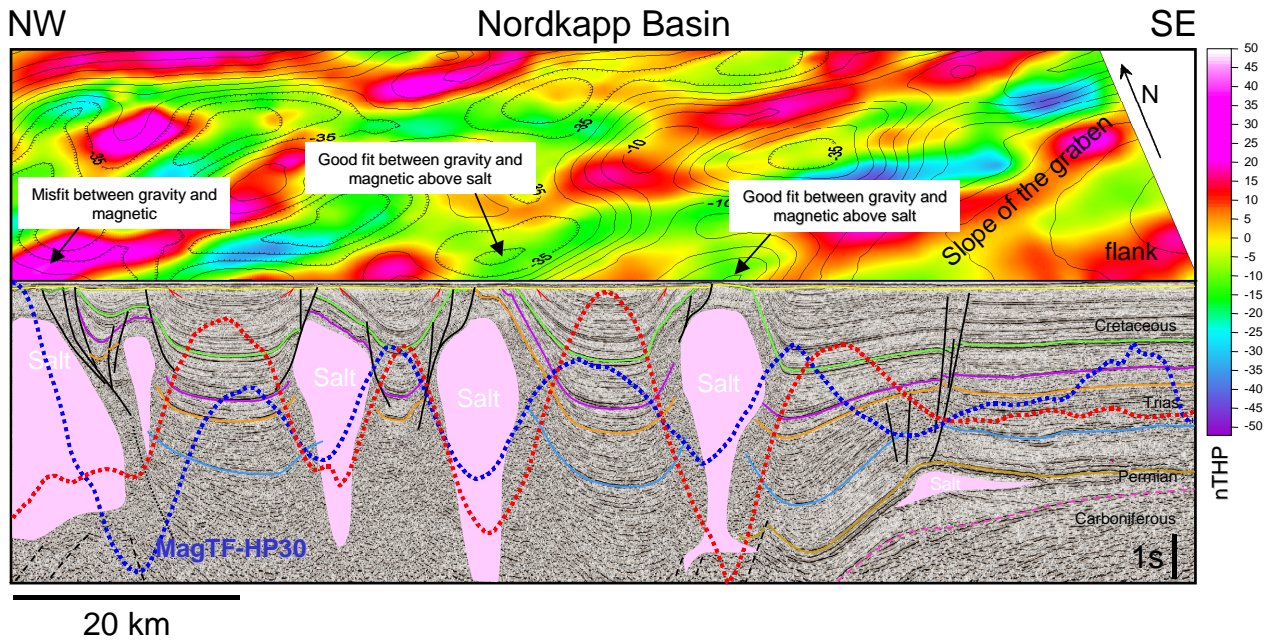 NW
Nordkapp Basin
SE
N
-35
-35
-35
-10
-35
-35
-10
-35
Misfit between gravity and
magnetic
Good fit between gravity and
magnetic above salt
Good fit between gravity and
magnetic above salt
Slope of the graben
flank
Salt
Salt
Salt
Salt
Salt
Cretaceous
Trias
Permian
Carboniferous
MagTF-HP30
1s
20 km
50
45
40
35
30
25
20
15
10
5
0
-5
-10
-15
-20
-25
-30
-35
-40
-45
-50
nTHP